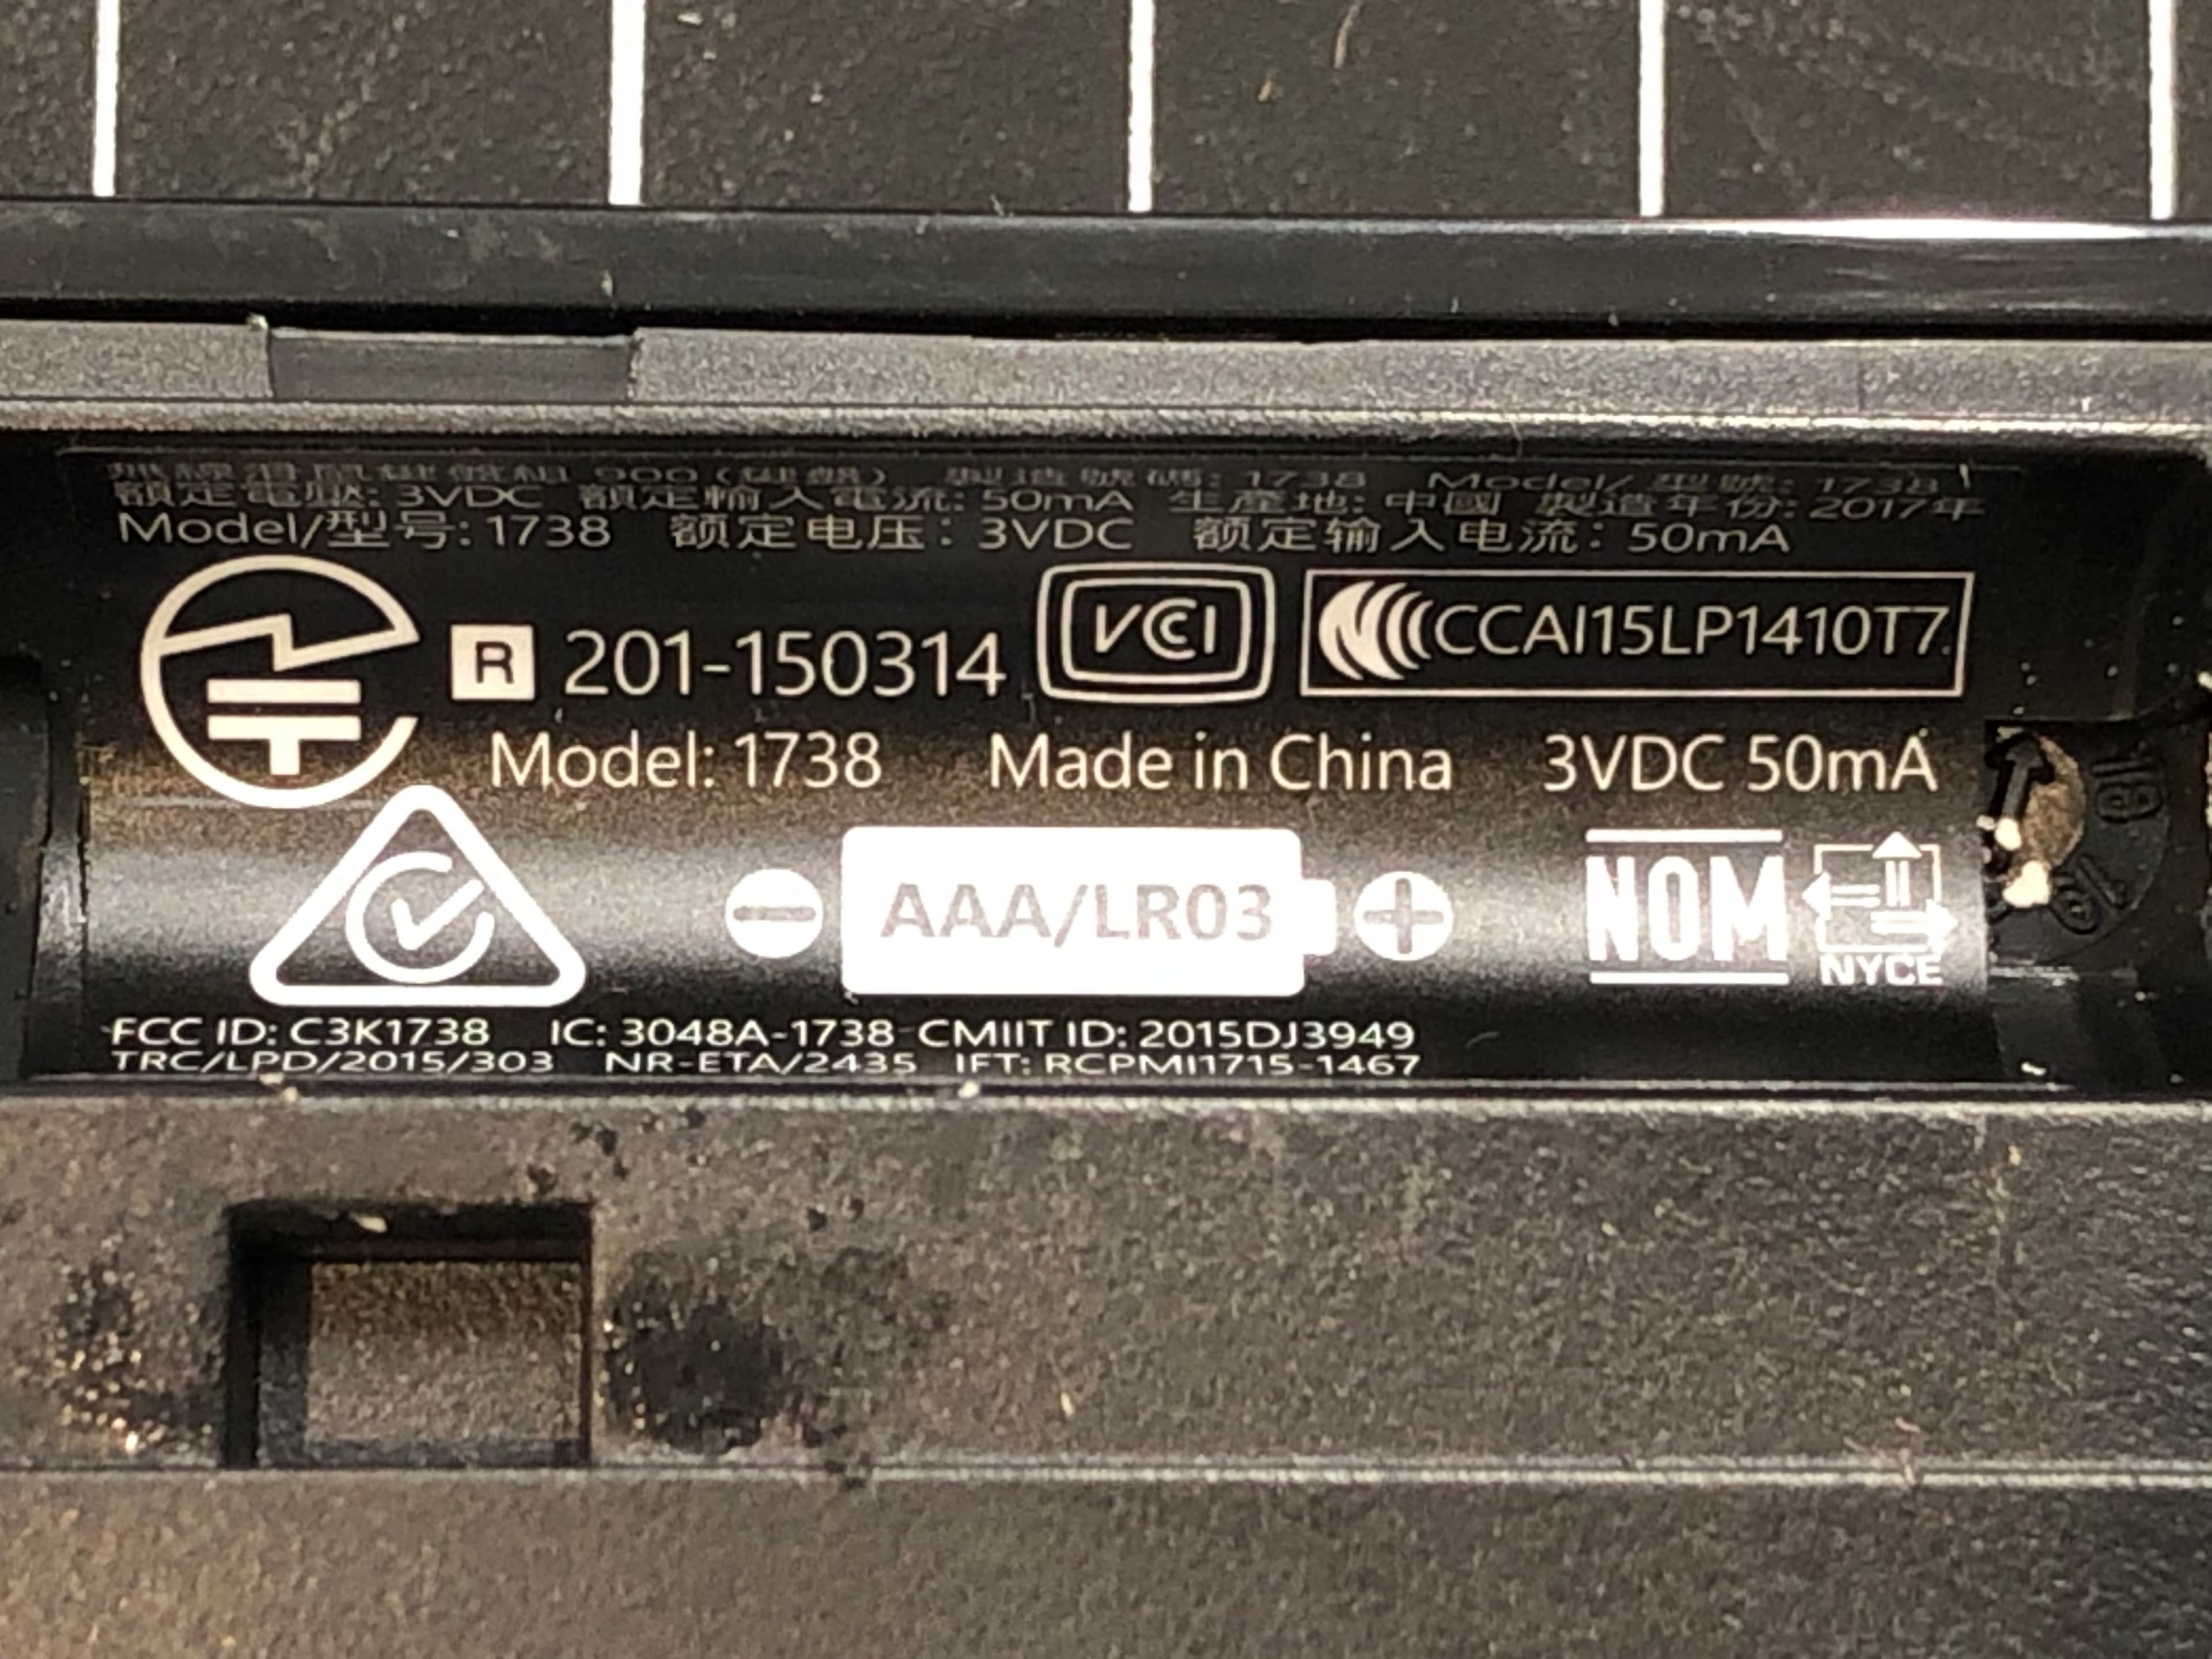 無線滑鼠鍵盤組 900 (鍵盤) 製造號碼: 1738 Model/ 型號: 1738
額定電壓: 3VDC 額定輸入電流: 50mA 生產地: 中國 製造年份: 2017年
Model/型号: 1738 额定电压: 3VDC 额定输入电流: 50mA
R 201-150314 VCCI CCAI15LP1410T7
Model: 1738 Made in China 3VDC 50mA
AAA/LR03 NOM NYCE
FCC ID: C3K1738 IC: 3048A-1738 CMIIT ID: 2015DJ3949
TRC/LPD/2015/303 NR-ETA/2435 IFT: RCPMI1715-1467